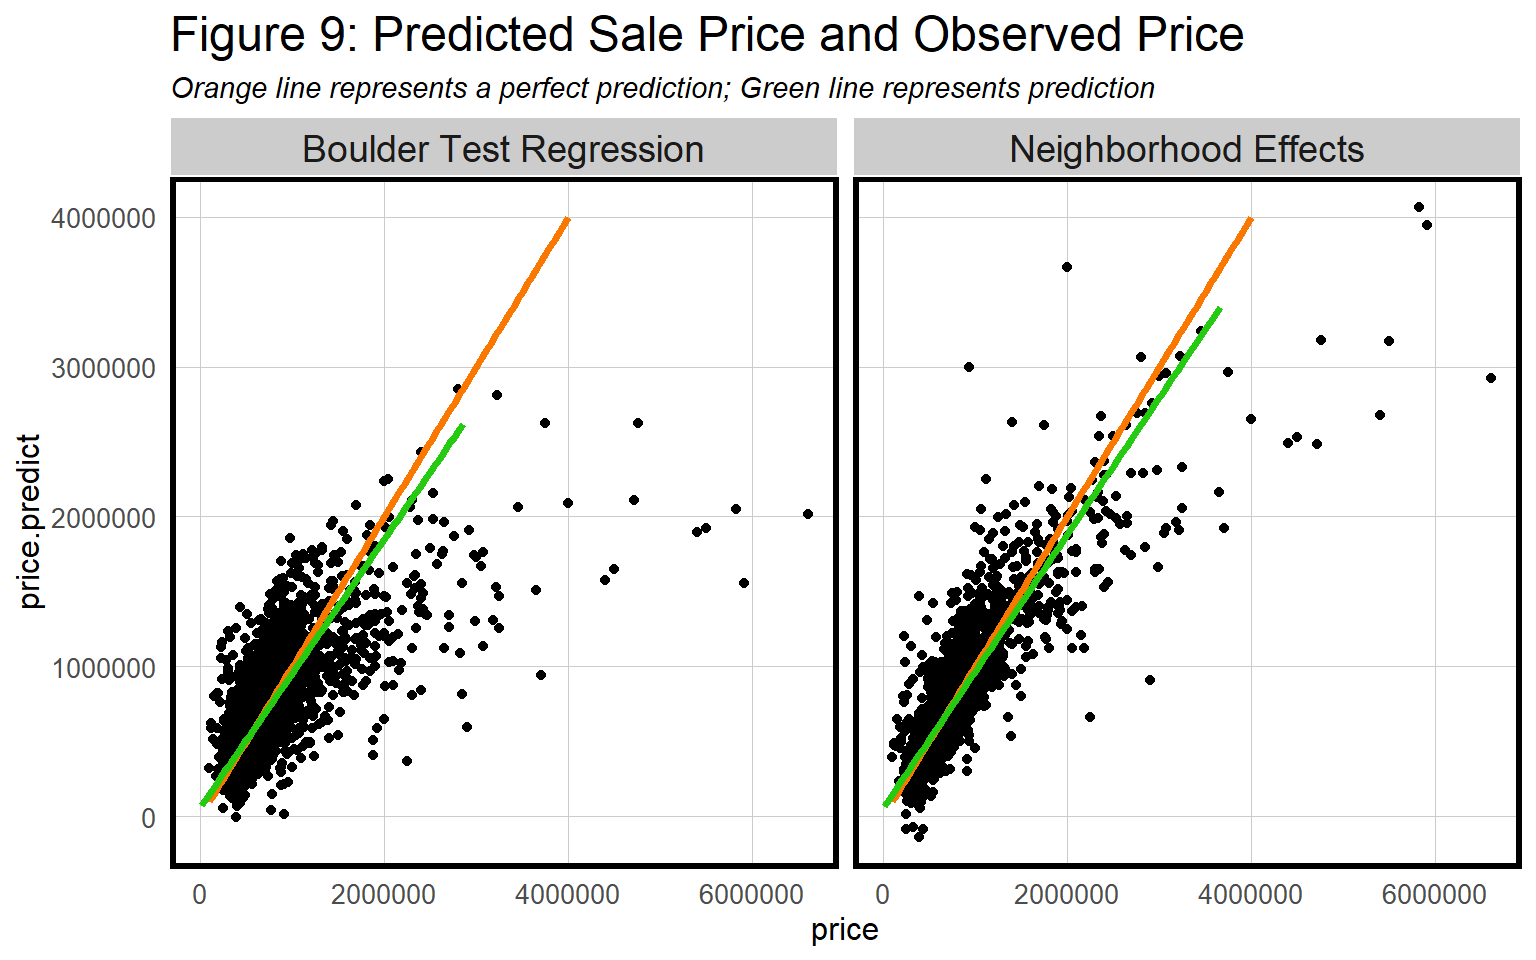 Figure 9: Predicted Sale Price and Observed Price
Orange line represents a perfect prediction; Green line represents prediction
Boulder Test Regression
Neighborhood Effects
price.predict
4000000
3000000
2000000
1000000
0
0 2000000 4000000 6000000
0 2000000 4000000 6000000
price